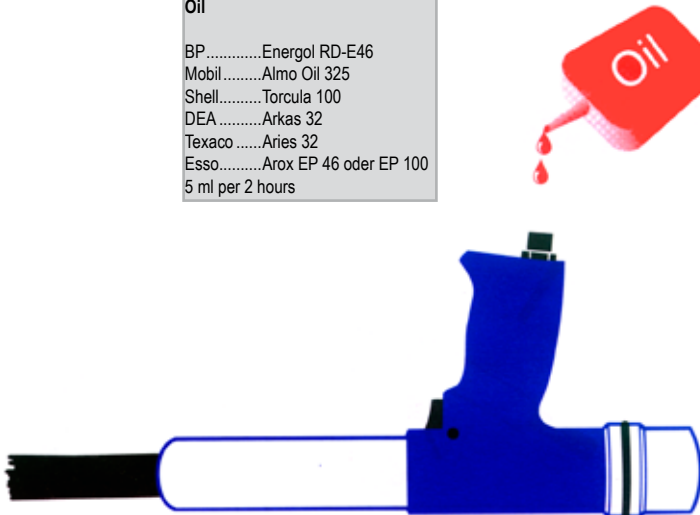 Oil
BP.............Energol RD-E46
Mobil.........Almo Oil 325
Shell..........Torcula 100
DEA..........Arkas 32
Texaco......Aries 32
Esso..........Arox EP 46 oder EP 100
5 ml per 2 hours
Oil